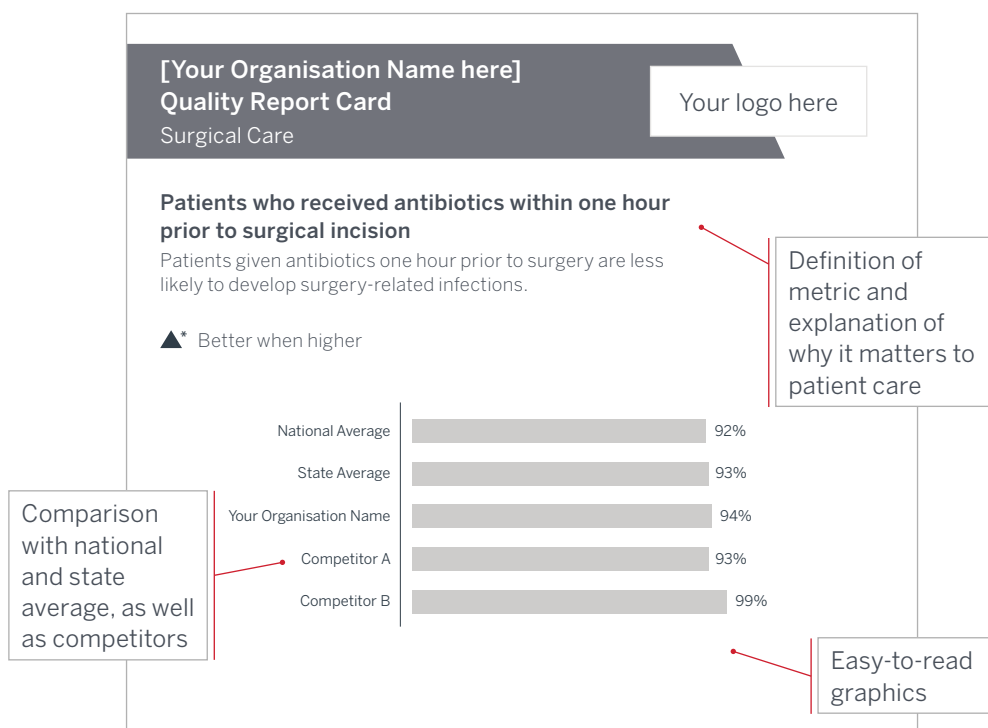 [Your Organisation Name here]
Quality Report Card
Surgical Care
Your logo here
Patients who received antibiotics within one hour
prior to surgical incision
Patients given antibiotics one hour prior to surgery are less
likely to develop surgery-related infections.
Definition of
metric and
explanation of
why it matters to
patient care
* Better when higher
National Average 92%
State Average 93%
Your Organisation Name 94%
Competitor A 93%
Competitor B 99%
Comparison
with national
and state
average, as well
as competitors
Easy-to-read
graphics